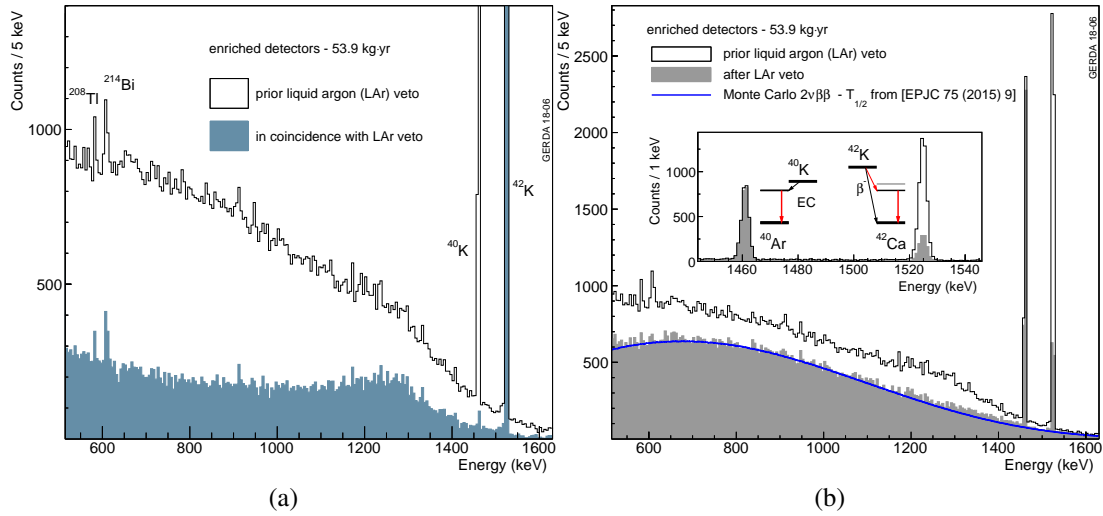 Counts / 5 keV
enriched detectors - 53.9 kg·yr
prior liquid argon (LAr) veto
in coincidence with LAr veto
GERDA 18-06
²⁰⁸Tl
²¹⁴Bi
⁴⁰K
⁴²K
1000
500
600 800 1000 1200 1400 1600
Energy (keV)
(a)
Counts / 5 keV
enriched detectors - 53.9 kg·yr
prior liquid argon (LAr) veto
after LAr veto
Monte Carlo 2νββ - T₁/₂ from [EPJC 75 (2015) 9]
GERDA 18-06
2500
2000
1500
1000
500
Counts / 1 keV
1000
500
0
⁴⁰K
EC
⁴⁰Ar
⁴²K
β⁻
⁴²Ca
1460 1480 1500 1520 1540
Energy (keV)
600 800 1000 1200 1400 1600
Energy (keV)
(b)